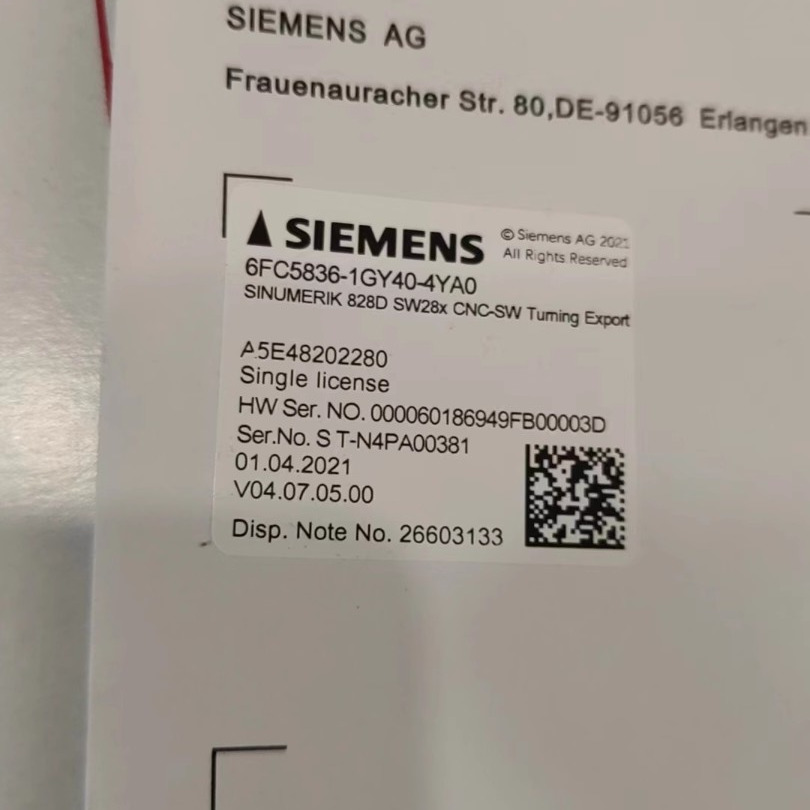 SIEMENS AG
Frauenauracher Str. 80,DE-91056 Erlangen
SIEMENS
© Siemens AG 2021
All Rights Reserved
6FC5836-1GY40-4YA0
SINUMERIK 828D SW28x CNC-SW Turning Export
A5E48202280
Single license
HW Ser. NO. 000060186949FB00003D
Ser.No. S T-N4PA00381
01.04.2021
V04.07.05.00
Disp. Note No. 26603133